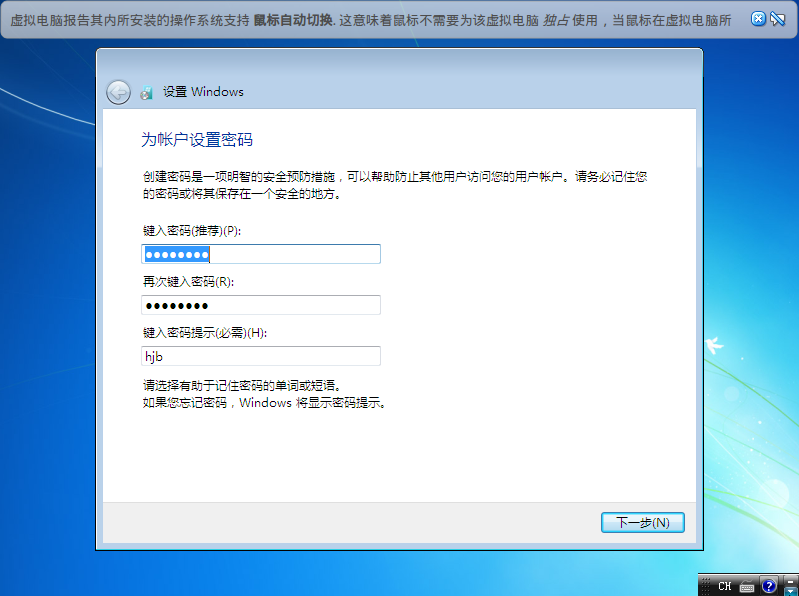 虚拟电脑报告其内所安装的操作系统支持 鼠标自动切换. 这意味着鼠标不需要为该虚拟电脑 独占 使用，当鼠标在虚拟电脑所
设置 Windows
为帐户设置密码
创建密码是一项明智的安全预防措施，可以帮助防止其他用户访问您的用户帐户。请务必记住您
的密码或将其保存在一个安全的地方。
键入密码(推荐)(P):
●●●●●●●●
再次键入密码(R):
●●●●●●●●
键入密码提示(必需)(H):
hjb
请选择有助于记住密码的单词或短语。
如果您忘记密码，Windows 将显示密码提示。
下一步(N)
CH